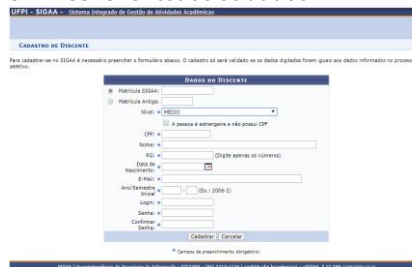 UFPI - SIGAA - Sistema Integrado de Gestão de Atividades Acadêmicas
CADASTRO DE DISCENTE
Para cadastrar-se no SIGAA é necessário preencher o formulário abaixo. O cadastro só será validado se os dados digitados forem iguais aos dados informados no processo seletivo.
DADOS DO DISCENTE
Matrícula SIGAA:
Matrícula Antiga:
Nível: MÉDIO
A pessoa é estrangeira e não possui CPF
CPF:
Nome:
RG: (Digite apenas os números)
Data de Nascimento:
E-Mail:
Ano/Semestre Inicial - (Ex.: 2006-2)
Login:
Senha:
Confirmar Senha:
Cadastrar Cancelar
* Campos de preenchimento obrigatório.